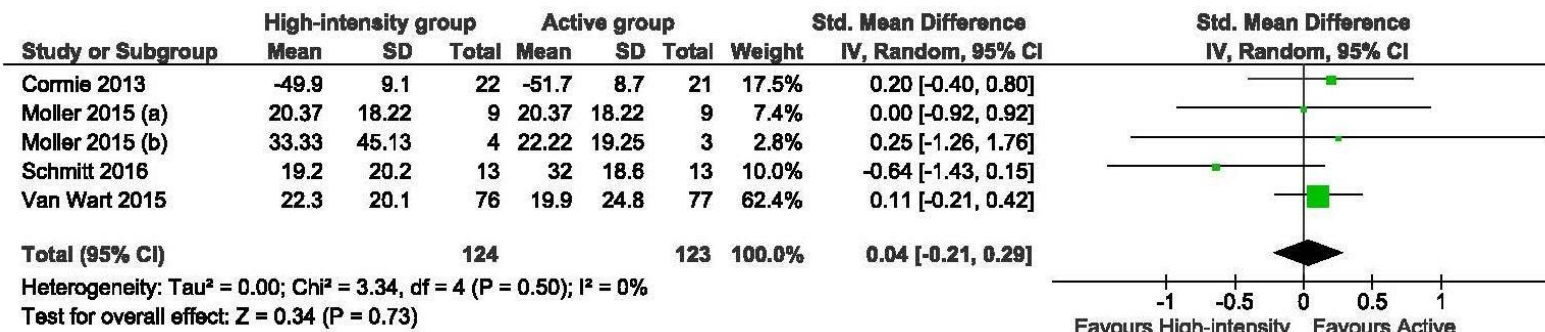 High-intensity group Active group Std. Mean Difference Std. Mean Difference
Study or Subgroup Mean SD Total Mean SD Total Weight IV, Random, 95% CI IV, Random, 95% CI
Cormie 2013 -49.9 9.1 22 -51.7 8.7 21 17.5% 0.20 [-0.40, 0.80]
Moller 2015 (a) 20.37 18.22 9 20.37 18.22 9 7.4% 0.00 [-0.92, 0.92]
Moller 2015 (b) 33.33 45.13 4 22.22 19.25 3 2.8% 0.25 [-1.26, 1.76]
Schmitt 2016 19.2 20.2 13 32 18.6 13 10.0% -0.64 [-1.43, 0.15]
Van Wart 2015 22.3 20.1 76 19.9 24.8 77 62.4% 0.11 [-0.21, 0.42]
Total (95% CI) 124 123 100.0% 0.04 [-0.21, 0.29]
Heterogeneity: Tau² = 0.00; Chi² = 3.34, df = 4 (P = 0.50); I² = 0%
Test for overall effect: Z = 0.34 (P = 0.73)
-1 -0.5 0 0.5 1
Favours High-intensity Favours Active